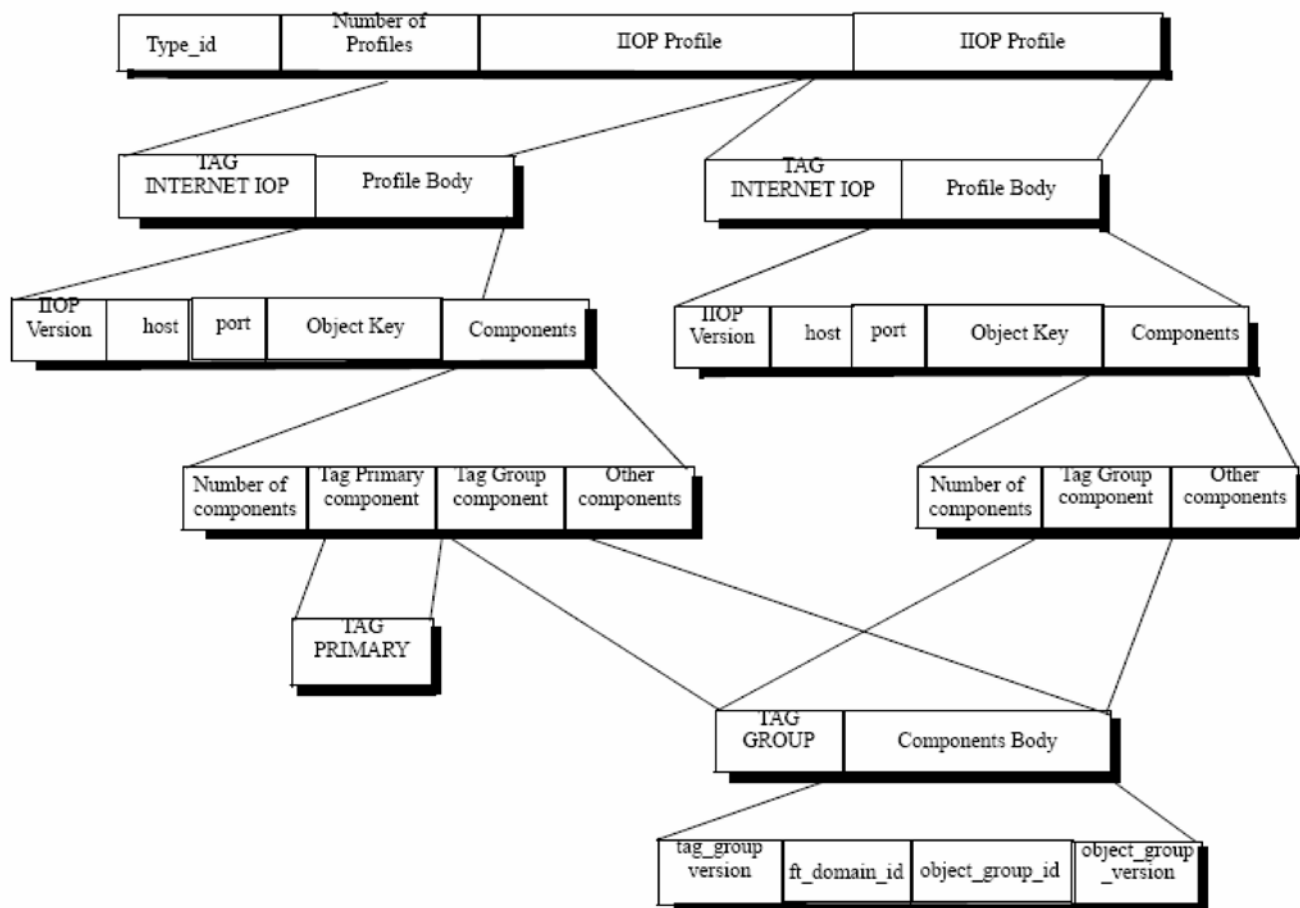 Type_id
Number of
Profiles
IIOP Profile
IIOP Profile
TAG
INTERNET IOP
Profile Body
TAG
INTERNET IOP
Profile Body
IIOP
Version
host
port
Object Key
Components
IIOP
Version
host
port
Object Key
Components
Number of
components
Tag Primary
component
Tag Group
component
Other
components
Number of
components
Tag Group
component
Other
components
TAG
PRIMARY
TAG
GROUP
Components Body
tag_group
version
ft_domain_id
object_group_id
object_group
_version